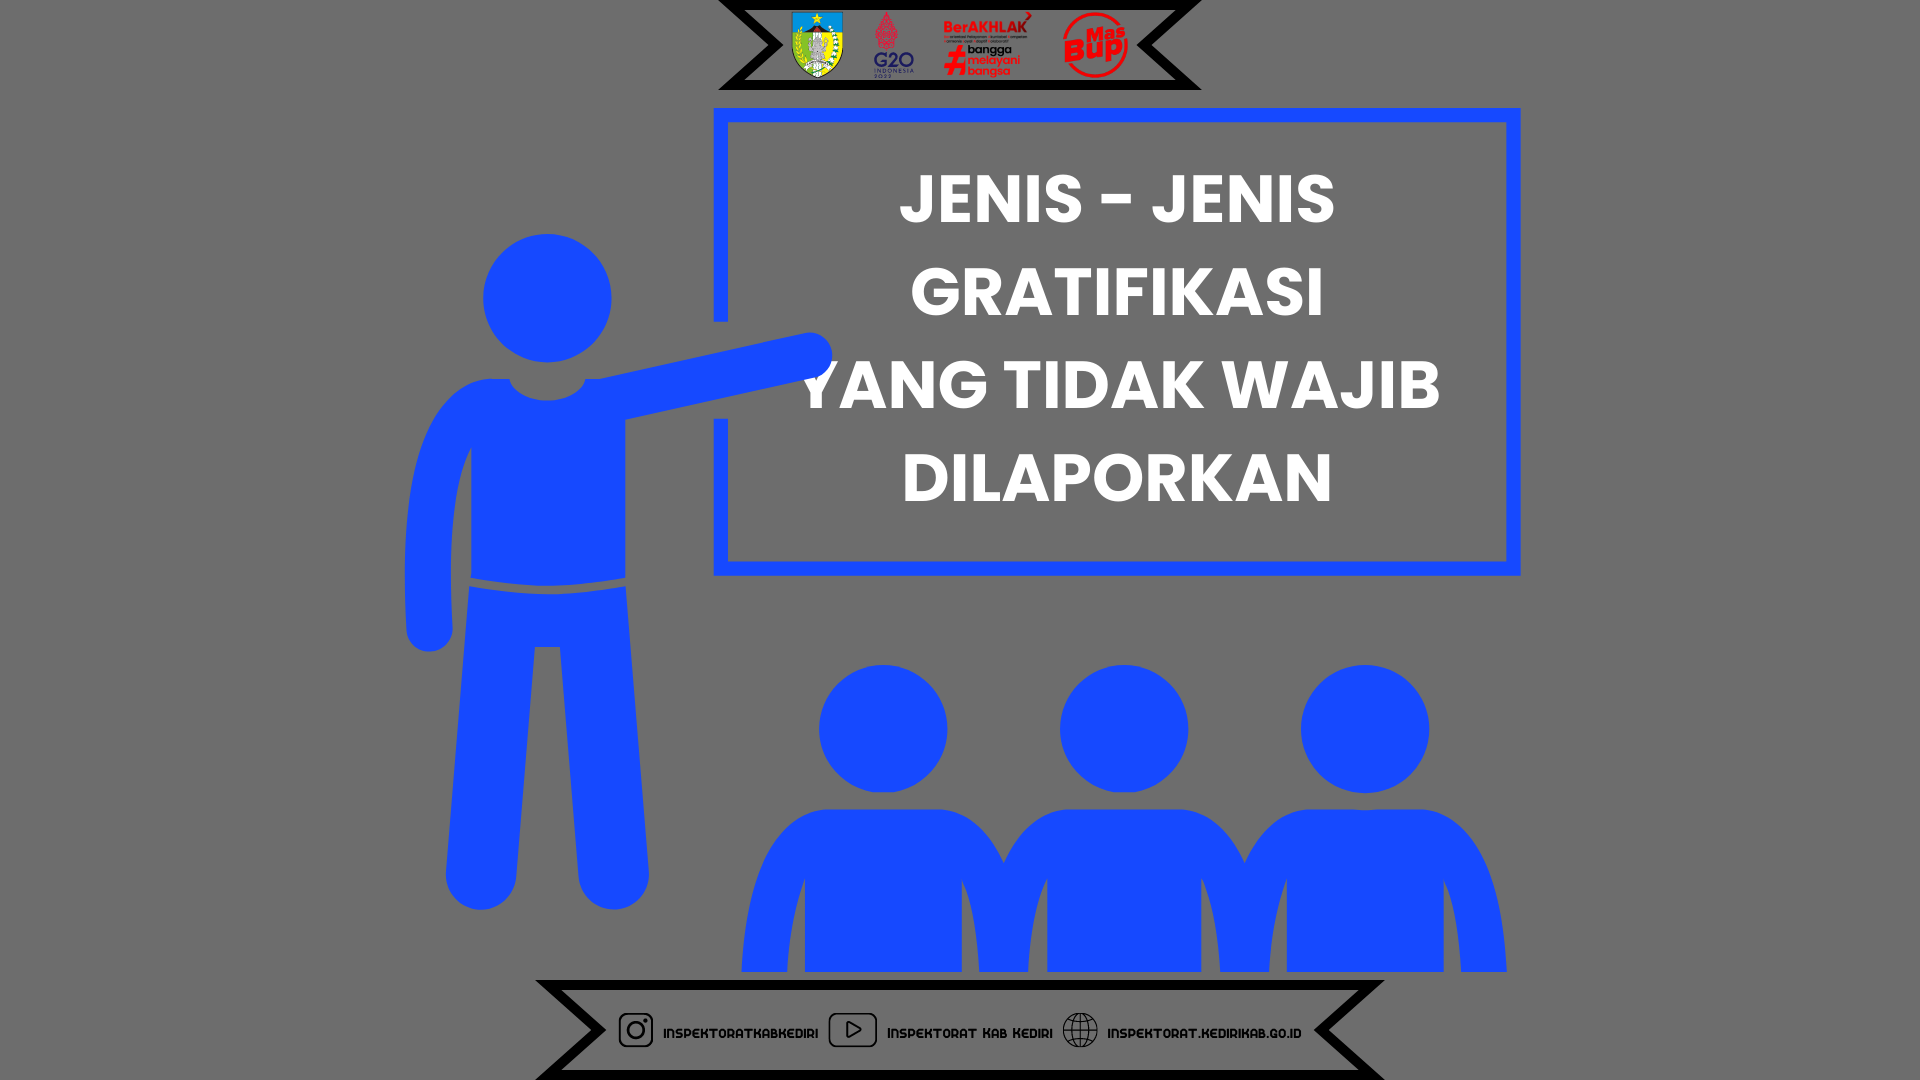 BerAKHLAK
G20
INDONESIA
2022
#bangga
melayani
bangsa
Mas
Bup
JENIS - JENIS
GRATIFIKASI
YANG TIDAK WAJIB
DILAPORKAN
INSPEKTORATKABKEDIRI
INSPEKTORAT KAB KEDIRI
INSPEKTORAT.KEDIRIKAB.GO.ID